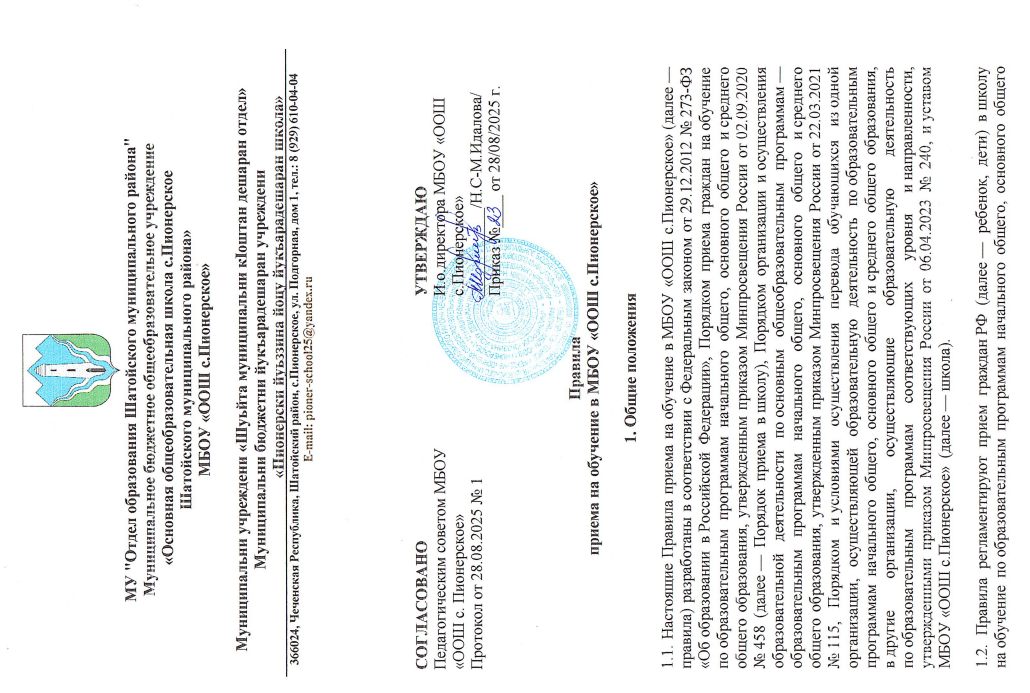 МУ "Отдел образования Шатойского муниципального района"
Муниципальное бюджетное общеобразовательное учреждение
«Основная общеобразовательная школа с.Пионерское
Шатойского муниципального района»
МБОУ «ООШ с.Пионерское»
Муниципальни учреждени «Шуьйта муниципальни кIоштан дешаран отдел»
Муниципальни бюджетни йукъарадешаран учреждени
«Пионерски йуьззина йоцу йукъарадешаран школа»
366024, Чеченская Республика, Шатойский район, с.Пионерское, ул. Подгорная, дом 1, тел.: 8 (929) 610-04-04
E-mail: pioner-school25@yandex.ru
СОГЛАСОВАНО
Педагогическим советом МБОУ
«ООШ с. Пионерское»
Протокол от 28.08.2025 № 1
УТВЕРЖДАЮ
И.о.директора МБОУ «ООШ
с.Пионерское»
/Н.С-М.Идалова/
Приказ № 23 от 28/08/2025 г.
Правила
приема на обучение в МБОУ «ООШ с.Пионерское»
1. Общие положения
1.1. Настоящие Правила приема на обучение в МБОУ «ООШ с.Пионерское» (далее —
правила) разработаны в соответствии с Федеральным законом от 29.12.2012 № 273-ФЗ
«Об образовании в Российской Федерации», Порядком приема граждан на обучение
по образовательным программам начального общего, основного общего и среднего
общего образования, утвержденным приказом Минпросвещения России от 02.09.2020
№ 458 (далее — Порядок приема в школу), Порядком организации и осуществления
образовательной деятельности по основным общеобразовательным программам —
образовательным программам начального общего, основного общего и среднего
общего образования, утвержденным приказом Минпросвещения России от 22.03.2021
№ 115, Порядком и условиями осуществления перевода обучающихся из одной
организации, осуществляющей образовательную деятельность по образовательным
программам начального общего, основного общего и среднего общего образования,
в другие организации, осуществляющие образовательную деятельность
по образовательным программам соответствующих уровня и направленности,
утвержденными приказом Минпросвещения России от 06.04.2023 № 240, и уставом
МБОУ «ООШ с.Пионерское» (далее — школа).
1.2. Правила регламентируют прием граждан РФ (далее — ребенок, дети) в школу
на обучение по образовательным программам начального общего, основного общего